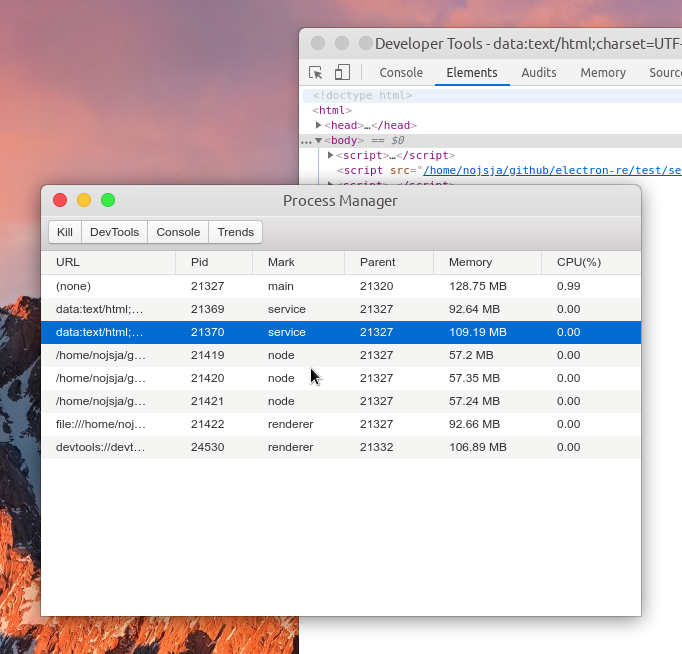 Developer Tools - data:text/html;charset=UTF-
Console Elements Audits Memory Sourc
<!doctype html>
<html>
<head>…</head>
<body> == $0
<script>…</script>
<script src="/home/nojsja/github/electron-re/test/se
<script>…</script>
Process Manager
Kill DevTools Console Trends
URL Pid Mark Parent Memory CPU(%)
(none) 21327 main 21320 128.75 MB 0.99
data:text/html;… 21369 service 21327 92.64 MB 0.00
data:text/html;… 21370 service 21327 109.19 MB 0.00
/home/nojsja/g… 21419 node 21327 57.2 MB 0.00
/home/nojsja/g… 21420 node 21327 57.35 MB 0.00
/home/nojsja/g… 21421 node 21327 57.24 MB 0.00
file:///home/noj… 21422 renderer 21327 92.66 MB 0.00
devtools://devt… 24530 renderer 21332 106.89 MB 0.00